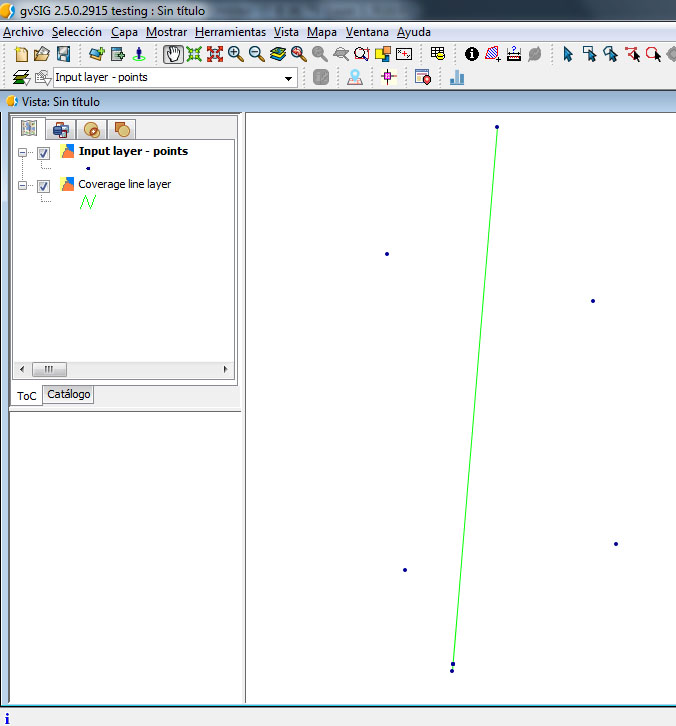 gvSIG 2.5.0.2915 testing : Sin título
Archivo Selección Capa Mostrar Herramientas Vista Mapa Ventana Ayuda
Input layer - points
Vista: Sin título
Input layer - points
Coverage line layer
ToC Catálogo